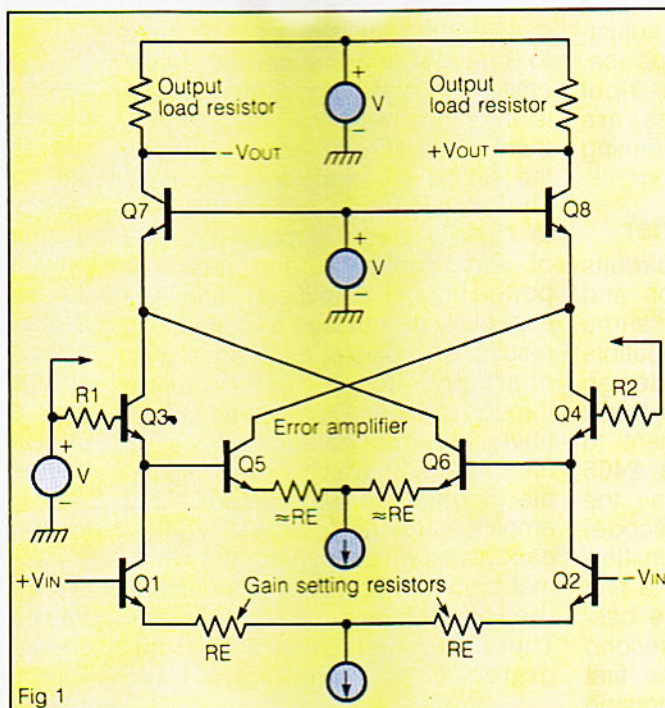 Output
load resistor
Output
load resistor
+
V
−
−VOUT
+VOUT
Q7
Q8
+
V
−
R1
R2
Q3
Q4
Error amplifier
Q5
Q6
≈RE
≈RE
+
V
−
+VIN
Q1
Q2
−VIN
Gain setting resistors
RE
RE
Fig 1